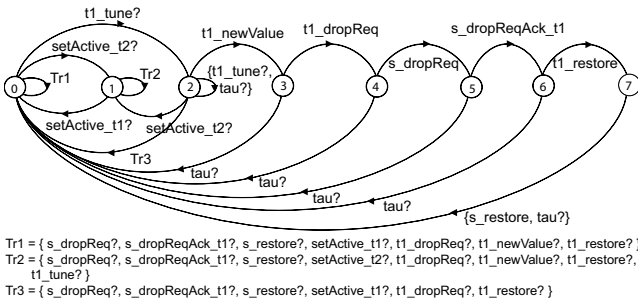 t1_tune?
t1_newValue
t1_dropReq
s_dropReqAck_t1
setActive_t2?
s_dropReq
t1_restore
Tr1
Tr2
{t1_tune?,
tau?}
0
1
2
3
4
5
6
7
setActive_t1?
setActive_t2?
Tr3
tau?
tau?
tau?
tau?
{s_restore, tau?}
Tr1 = { s_dropReq?, s_dropReqAck_t1?, s_restore?, setActive_t1?, t1_dropReq?, t1_newValue?, t1_restore? }
Tr2 = { s_dropReq?, s_dropReqAck_t1?, s_restore?, setActive_t2?, t1_dropReq?, t1_newValue?, t1_restore?,
t1_tune? }
Tr3 = { s_dropReq?, s_dropReqAck_t1?, s_restore?, setActive_t1?, t1_dropReq?, t1_restore? }